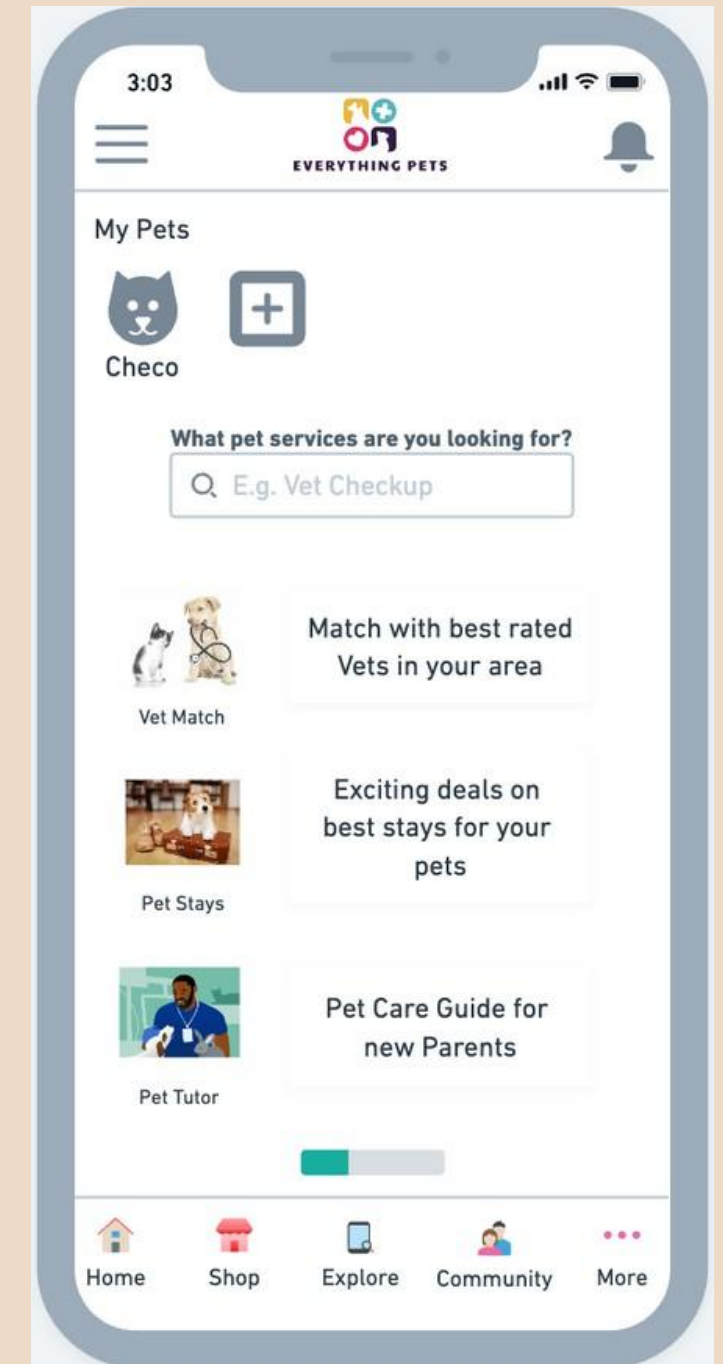 3:03
EVERYTHING PETS
My Pets
Checo
What pet services are you looking for?
E.g. Vet Checkup
Match with best rated
Vets in your area
Vet Match
Exciting deals on
best stays for your
pets
Pet Stays
Pet Care Guide for
new Parents
Pet Tutor
Home Shop Explore Community More